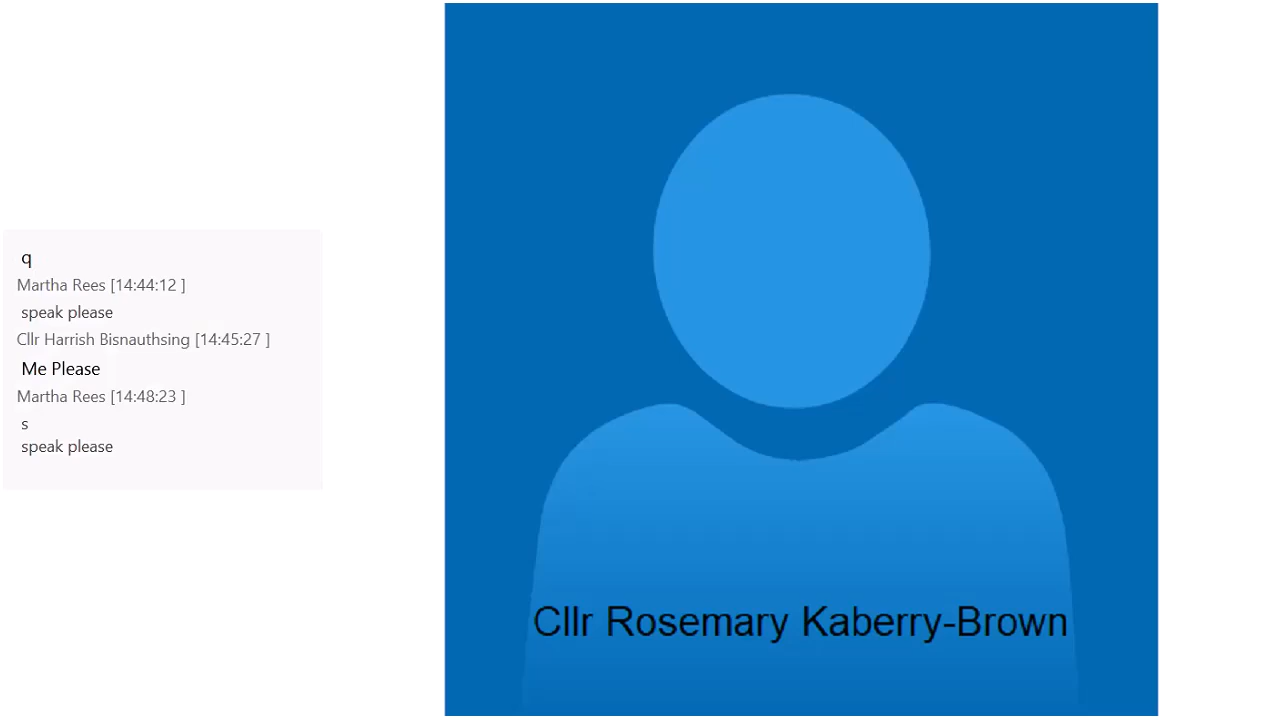 q
Martha Rees [14:44:12 ]
speak please
Cllr Harrish Bisnauthsing [14:45:27 ]
Me Please
Martha Rees [14:48:23 ]
s
speak please
Cllr Rosemary Kaberry-Brown